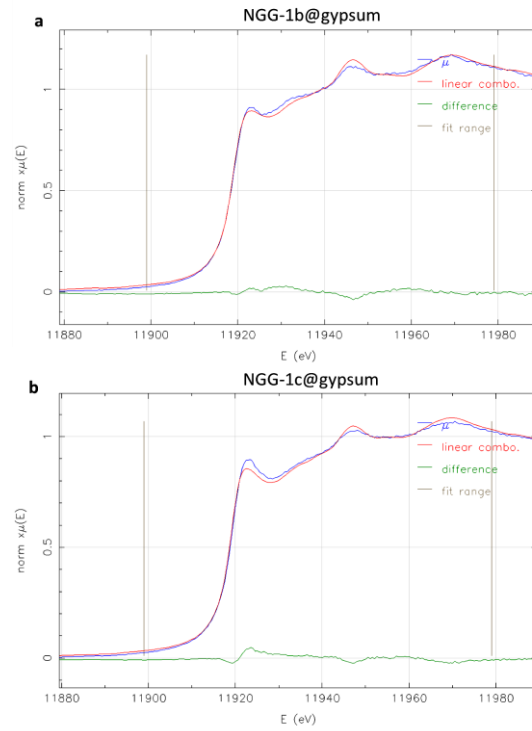 NGG-1b@gypsum
a
μ
linear combo.
difference
fit range
norm xμ(E)
1
0.5
0
11880 11900 11920 11940 11960 11980
E (eV)
NGG-1c@gypsum
b
μ
linear combo.
difference
fit range
norm xμ(E)
1
0.5
0
11880 11900 11920 11940 11960 11980
E (eV)